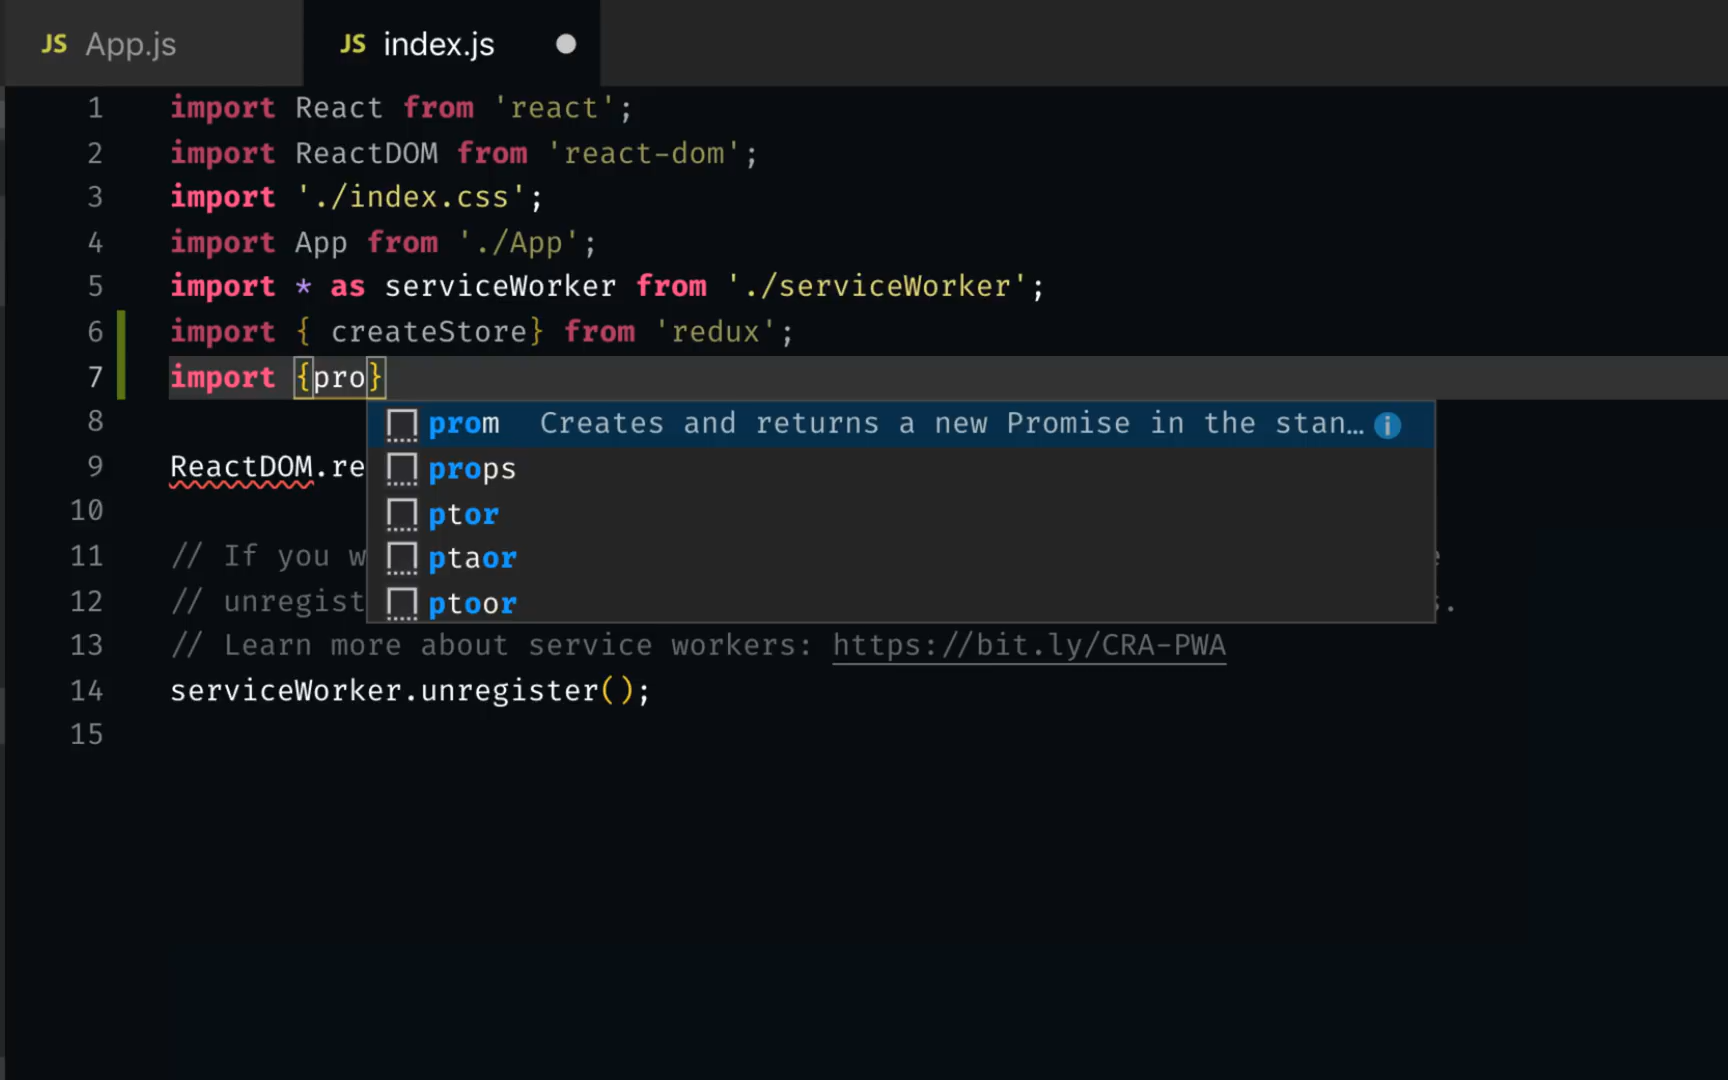 JS App.js
JS index.js
1 import React from 'react';
2 import ReactDOM from 'react-dom';
3 import './index.css';
4 import App from './App';
5 import * as serviceWorker from './serviceWorker';
6 import { createStore} from 'redux';
7 import {pro}
8
prom Creates and returns a new Promise in the stan…
9 ReactDOM.re
props
10
ptor
11 // If you w
ptaor
12 // unregist
ptoor
s.
13 // Learn more about service workers: https://bit.ly/CRA-PWA
14 serviceWorker.unregister();
15